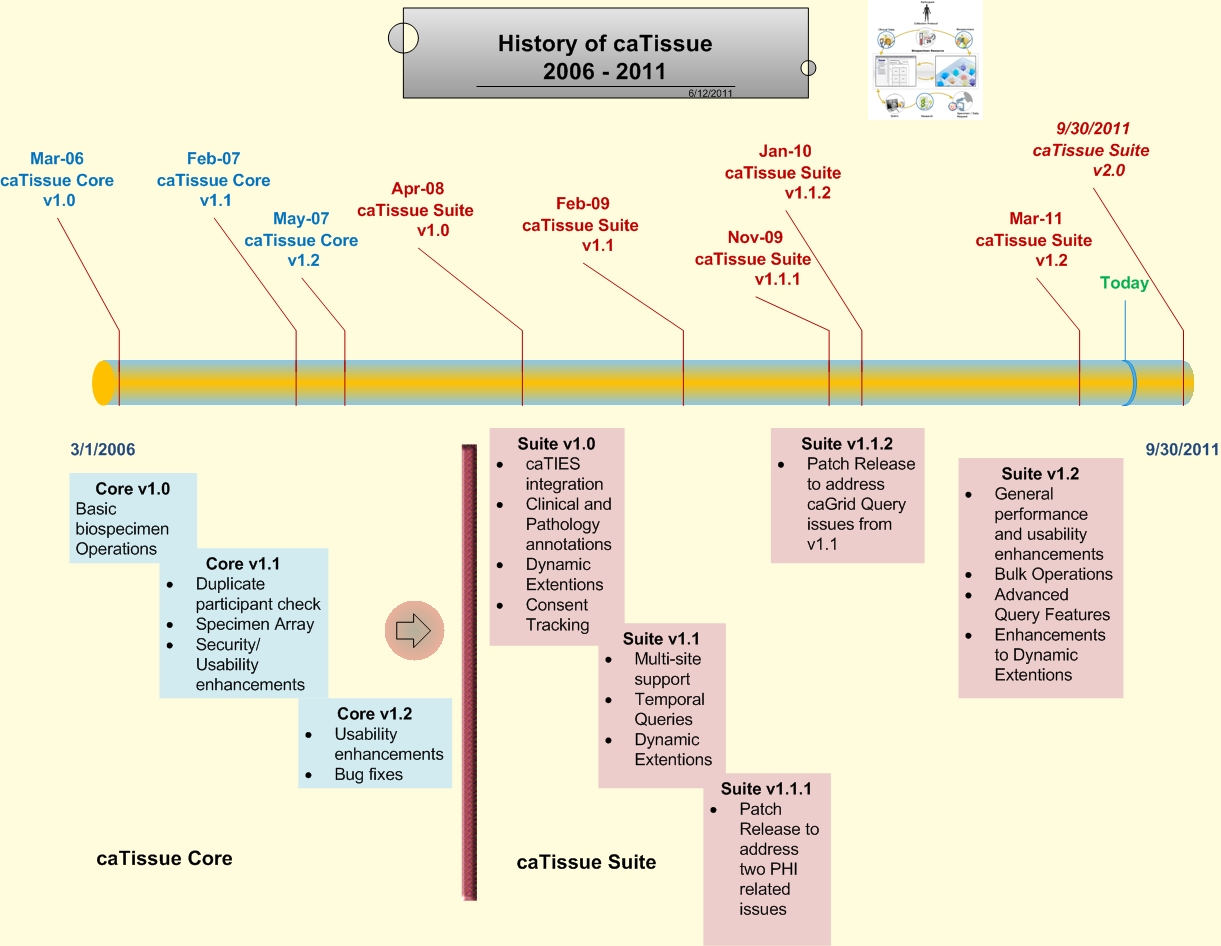 History of caTissue
2006 - 2011
6/12/2011
Participant
Collection Protocol
Mar-06
caTissue Core
v1.0
Feb-07
caTissue Core
v1.1
May-07
caTissue Core
v1.2
Apr-08
caTissue Suite
v1.0
Feb-09
caTissue Suite
v1.1
Nov-09
caTissue Suite
v1.1.1
Jan-10
caTissue Suite
v1.1.2
Mar-11
caTissue Suite
v1.2
9/30/2011
caTissue Suite
v2.0
Today
3/1/2006
9/30/2011
Core v1.0
Basic
biospecimen
Operations
Core v1.1
• Duplicate
participant check
• Specimen Array
• Security/
Usability
enhancements
Core v1.2
• Usability
enhancements
• Bug fixes
caTissue Core
Suite v1.0
• caTIES
integration
• Clinical and
Pathology
annotations
• Dynamic
Extentions
• Consent
Tracking
Suite v1.1
• Multi-site
support
• Temporal
Queries
• Dynamic
Extentions
Suite v1.1.1
• Patch
Release to
address
two PHI
related
issues
Suite v1.1.2
• Patch Release
to address
caGrid Query
issues from
v1.1
Suite v1.2
• General
performance
and usability
enhancements
• Bulk Operations
• Advanced
Query Features
• Enhancements
to Dynamic
Extentions
caTissue Suite